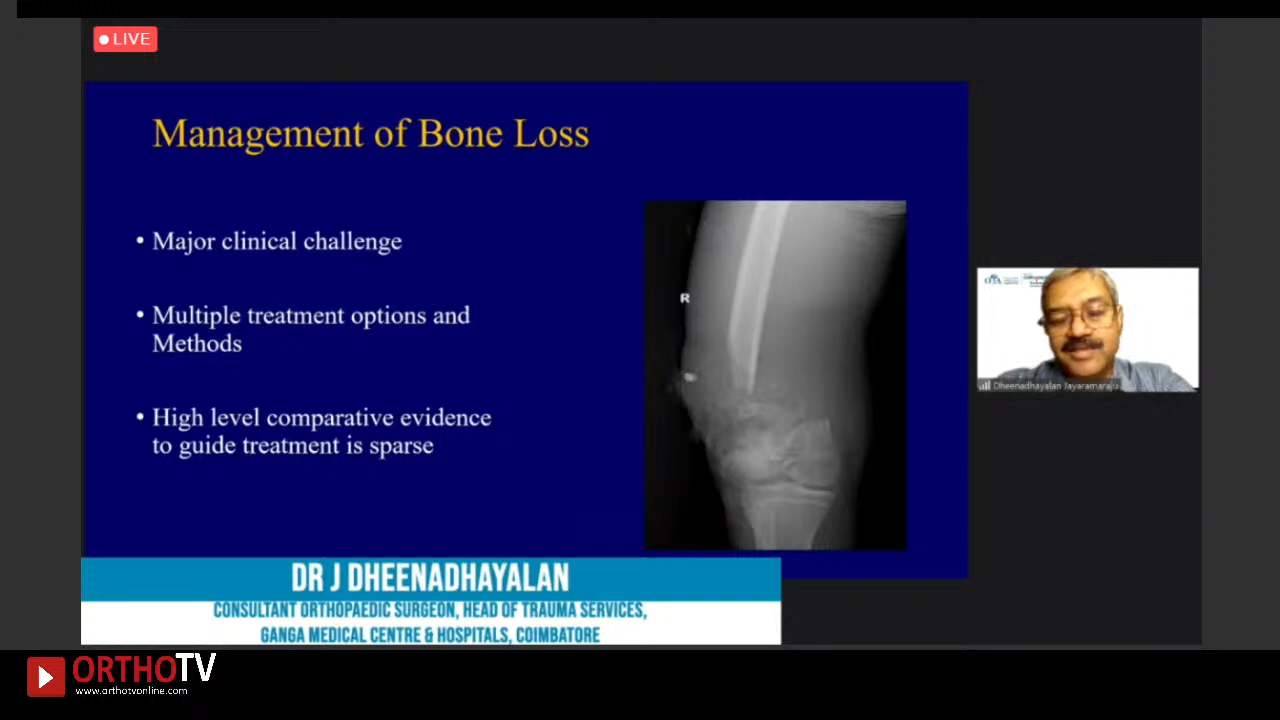 LIVE
Management of Bone Loss
• Major clinical challenge
• Multiple treatment options and
Methods
• High level comparative evidence
to guide treatment is sparse
R
Dheenadhayalan Jayaramaraju
DR J DHEENADHAYALAN
CONSULTANT ORTHOPAEDIC SURGEON, HEAD OF TRAUMA SERVICES,
GANGA MEDICAL CENTRE & HOSPITALS, COIMBATORE
ORTHOTV
www.orthotvonline.com